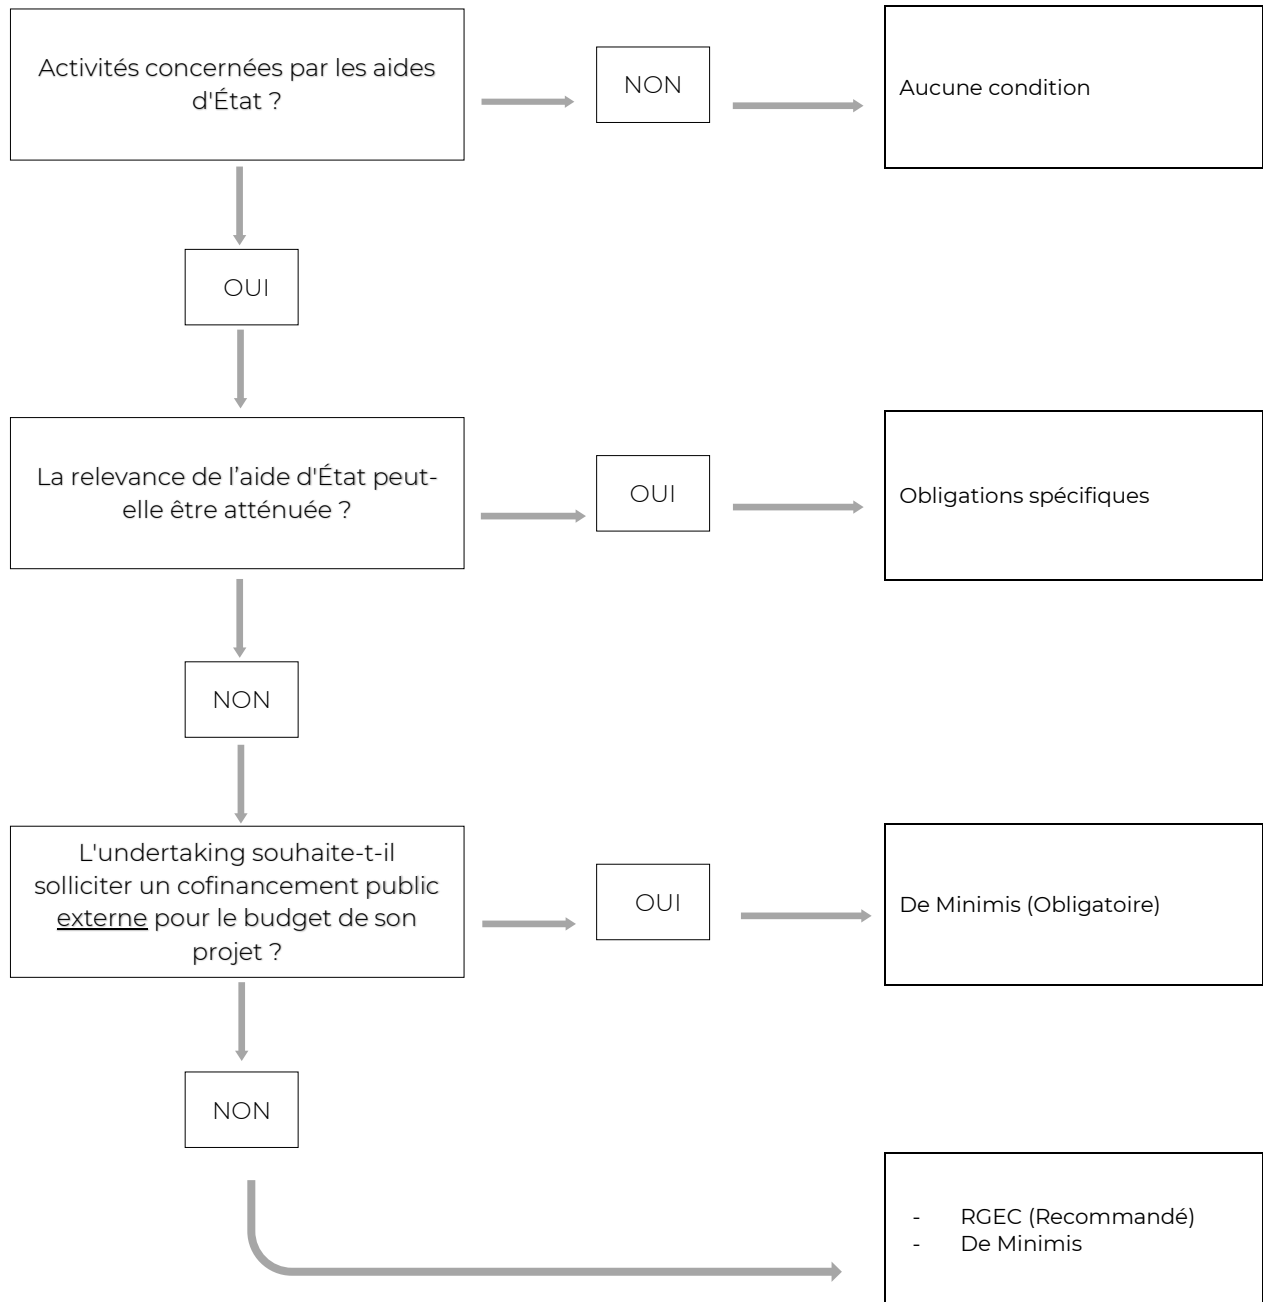 Activités concernées par les aides
d'État ?
NON
Aucune condition
OUI
La relevance de l’aide d'État peut-
elle être atténuée ?
OUI
Obligations spécifiques
NON
L'undertaking souhaite-t-il
solliciter un cofinancement public
externe pour le budget de son
projet ?
OUI
De Minimis (Obligatoire)
NON
- RGEC (Recommandé)
- De Minimis